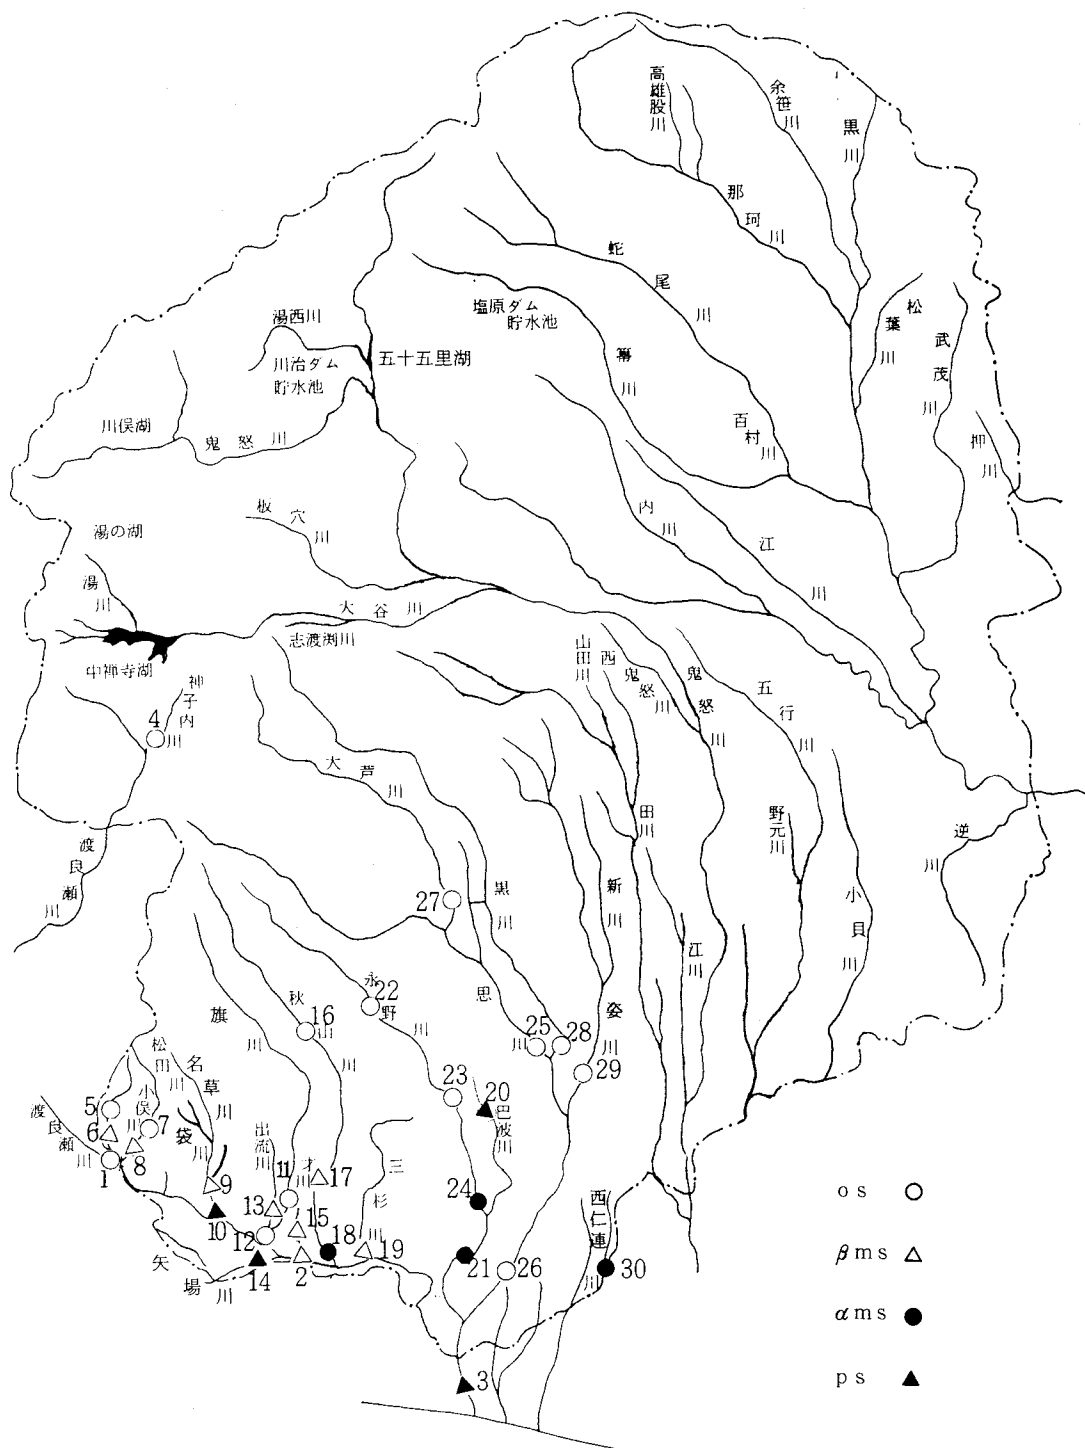 高雄股川
余笹川
黒川
那珂川
蛇尾川
塩原ダム
貯水池
箒川
松葉川
武茂川
押川
湯西川
川治ダム
貯水池
五十五里湖
川俣湖
鬼怒川
百村川
板穴川
内川
江川
湯の湖
湯川
大谷川
志渡渕川
中禅寺湖
神子内川
4
山田川
西鬼怒川
鬼怒川
五行川
大芦川
田川
野元川
逆川
渡良瀬川
27
黒川
新川
小貝川
思川
江川
姿川
旗川
秋山川
16
永野川
22
25
28
29
松田川
名草川
小俣川
袋川
渡良瀬川
5
6
7
8
1
9
10
出流川
11
才川
17
三杉川
23
20
巴波川
24
13
12
15
18
14
2
19
21
26
西仁連川
30
矢場川
3
os ○
βms △
αms ●
ps ▲